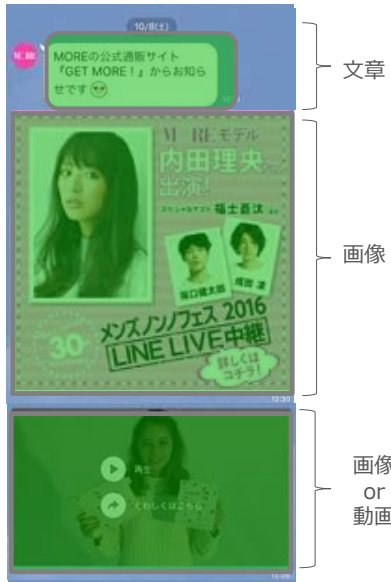 10/8(土)
MOREの公式通販サイト
『GET MORE！』からお知ら
せです
文章
MORE モデル
内田理央さん
出演!
スペシャルゲスト 福士蒼汰
坂口健太郎
成田 凌
30
メンズノンノフェス 2016
LINE LIVE中継
詳しくは
コチラ!
12:30
画像
再生
くわしくはこちら
画像
or
動画